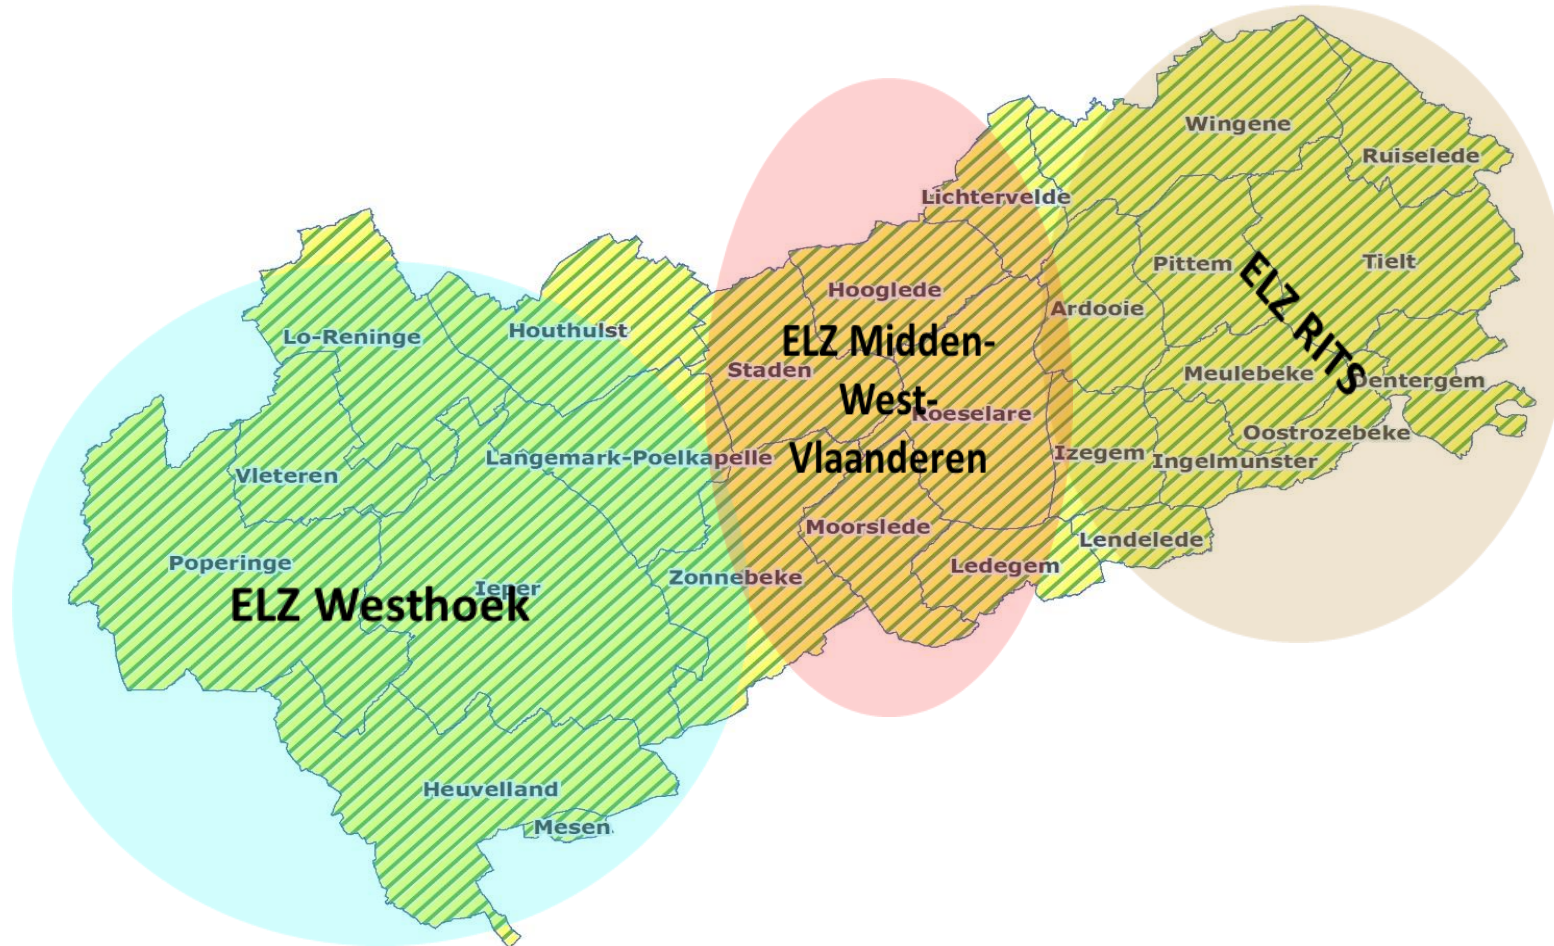 Wingene
Ruiselede
Lichtervelde
Pittem
Tielt
Hooglede
Ardooie
Lo-Reninge
Houthulst
ELZ Midden-
West-
Vlaanderen
ELZ RITS
Staden
Meulebeke
Dentergem
Roeselare
Oostrozebeke
Izegem
Ingelmunster
Langemark-Poelkapelle
Vleteren
Moorslede
Lendelede
Ledegem
Poperinge
Zonnebeke
Ieper
ELZ Westhoek
Heuvelland
Mesen